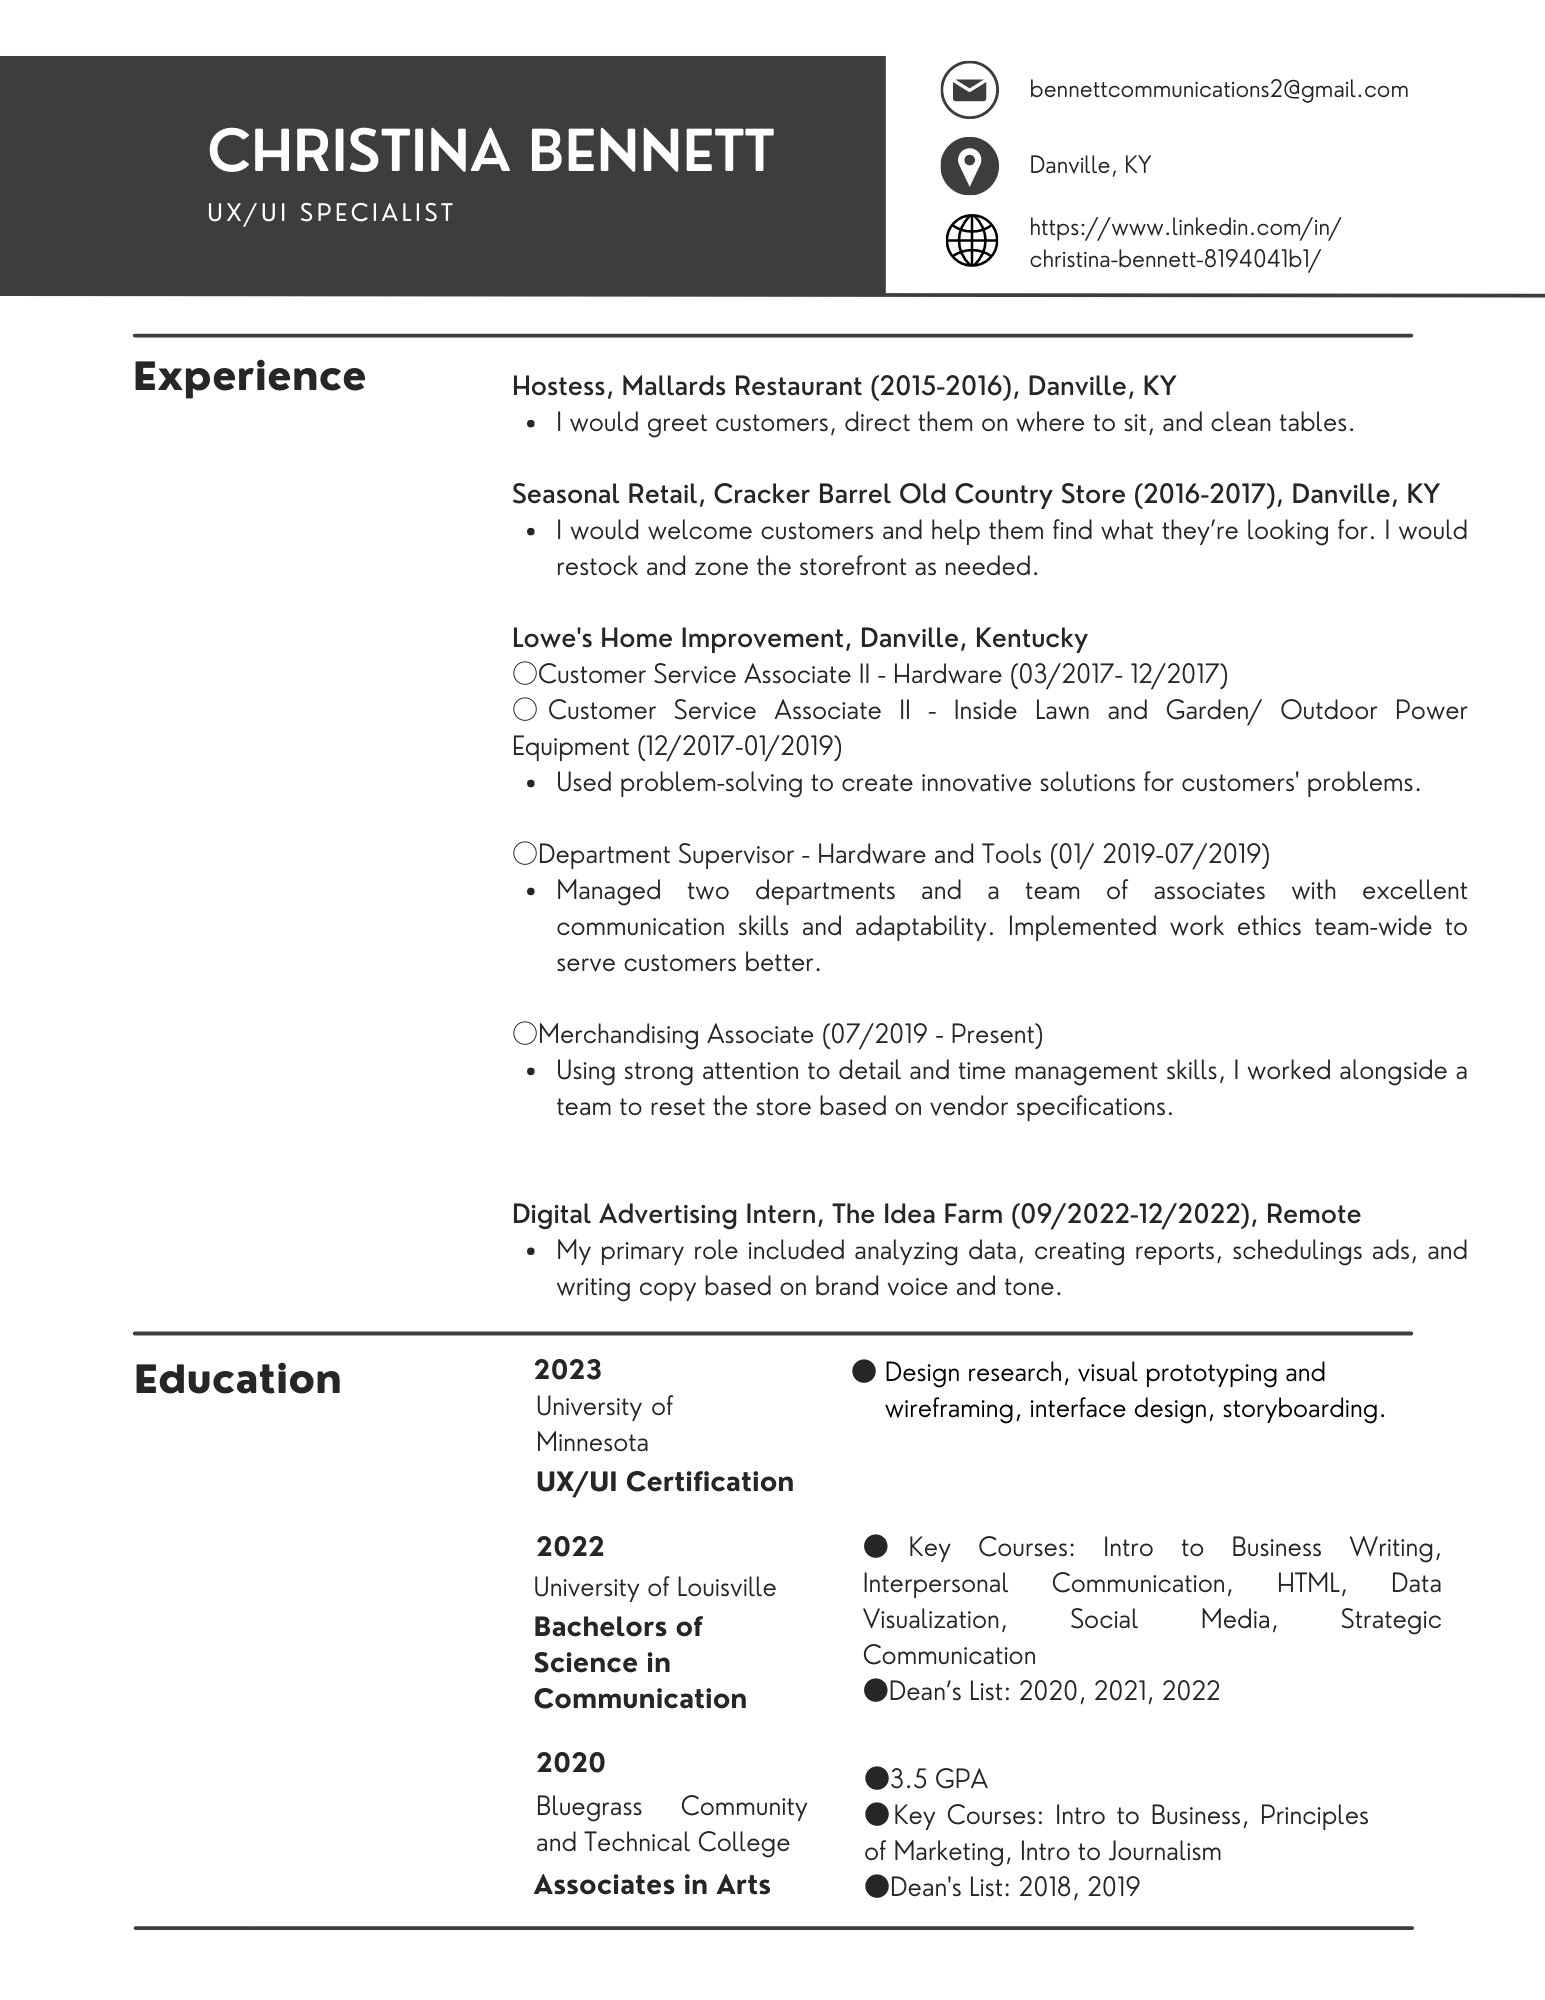 CHRISTINA BENNETT
UX/UI SPECIALIST
bennettcommunications2@gmail.com
Danville, KY
https://www.linkedin.com/in/
christina-bennett-8194041b1/
Experience
Hostess, Mallards Restaurant (2015-2016), Danville, KY
• I would greet customers, direct them on where to sit, and clean tables.
Seasonal Retail, Cracker Barrel Old Country Store (2016-2017), Danville, KY
• I would welcome customers and help them find what they’re looking for. I would
restock and zone the storefront as needed.
Lowe's Home Improvement, Danville, Kentucky
○Customer Service Associate II - Hardware (03/2017- 12/2017)
○ Customer Service Associate II - Inside Lawn and Garden/ Outdoor Power
Equipment (12/2017-01/2019)
• Used problem-solving to create innovative solutions for customers' problems.
○Department Supervisor - Hardware and Tools (01/ 2019-07/2019)
• Managed two departments and a team of associates with excellent
communication skills and adaptability. Implemented work ethics team-wide to
serve customers better.
○Merchandising Associate (07/2019 - Present)
• Using strong attention to detail and time management skills, I worked alongside a
team to reset the store based on vendor specifications.
Digital Advertising Intern, The Idea Farm (09/2022-12/2022), Remote
• My primary role included analyzing data, creating reports, schedulings ads, and
writing copy based on brand voice and tone.
Education
2023
University of
Minnesota
UX/UI Certification
● Design research, visual prototyping and
wireframing, interface design, storyboarding.
2022
University of Louisville
Bachelors of
Science in
Communication
● Key Courses: Intro to Business Writing,
Interpersonal Communication, HTML, Data
Visualization, Social Media, Strategic
Communication
●Dean’s List: 2020, 2021, 2022
2020
Bluegrass Community
and Technical College
Associates in Arts
●3.5 GPA
●Key Courses: Intro to Business, Principles
of Marketing, Intro to Journalism
●Dean's List: 2018, 2019